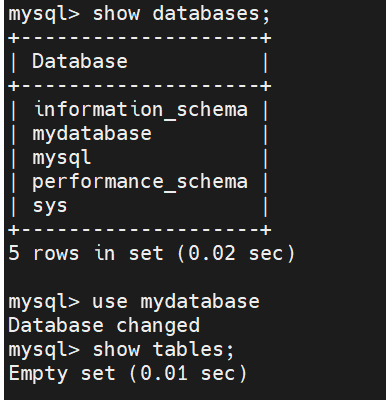 mysql> show databases;
+--------------------+
| Database           |
+--------------------+
| information_schema |
| mydatabase         |
| mysql              |
| performance_schema |
| sys                |
+--------------------+
5 rows in set (0.02 sec)

mysql> use mydatabase
Database changed
mysql> show tables;
Empty set (0.01 sec)